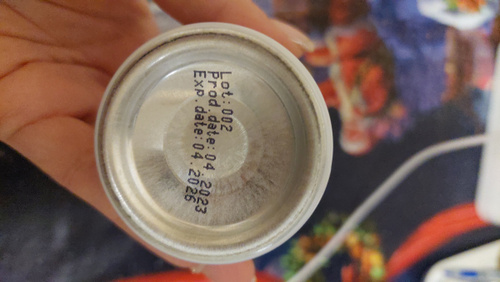 Lot: 002
Prod. date: 04. 2023
Exp. date: 04. 2026